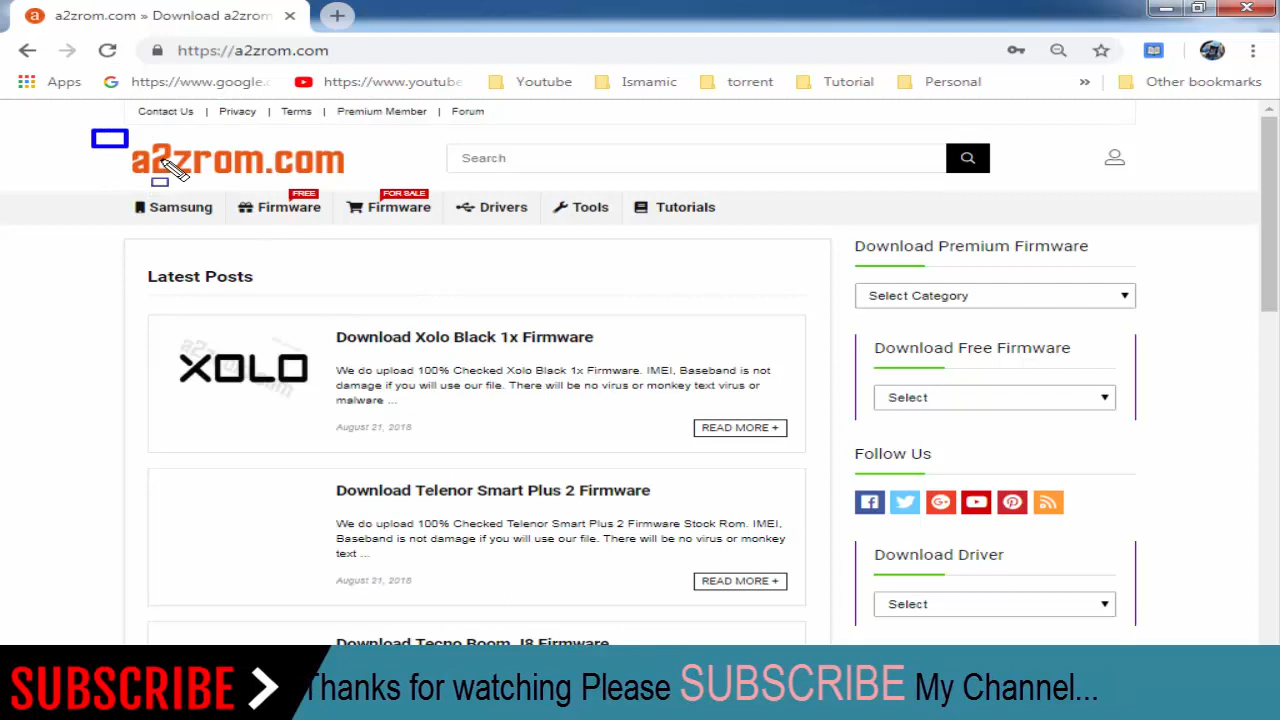 a2zrom.com » Download a2zrom
https://a2zrom.com
Apps
https://www.google.c
https://www.youtube
Youtube
Ismamic
torrent
Tutorial
Personal
»
Other bookmarks
Contact Us | Privacy | Terms | Premium Member | Forum
a2zrom.com
Search
FREE
FOR SALE
Samsung
Firmware
Firmware
Drivers
Tools
Tutorials
Latest Posts
XOLO
Download Xolo Black 1x Firmware
We do upload 100% Checked Xolo Black 1x Firmware. IMEI, Baseband is not
damage if you will use our file. There will be no virus or monkey text virus or
malware ...
August 21, 2018
READ MORE +
Download Telenor Smart Plus 2 Firmware
We do upload 100% Checked Telenor Smart Plus 2 Firmware Stock Rom. IMEI,
Baseband is not damage if you will use our file. There will be no virus or monkey
text ...
August 21, 2018
READ MORE +
Download Tecno Boom J8 Firmware
Download Premium Firmware
Select Category
Download Free Firmware
Select
Follow Us
Download Driver
Select
SUBSCRIBE
Thanks for watching Please SUBSCRIBE My Channel...